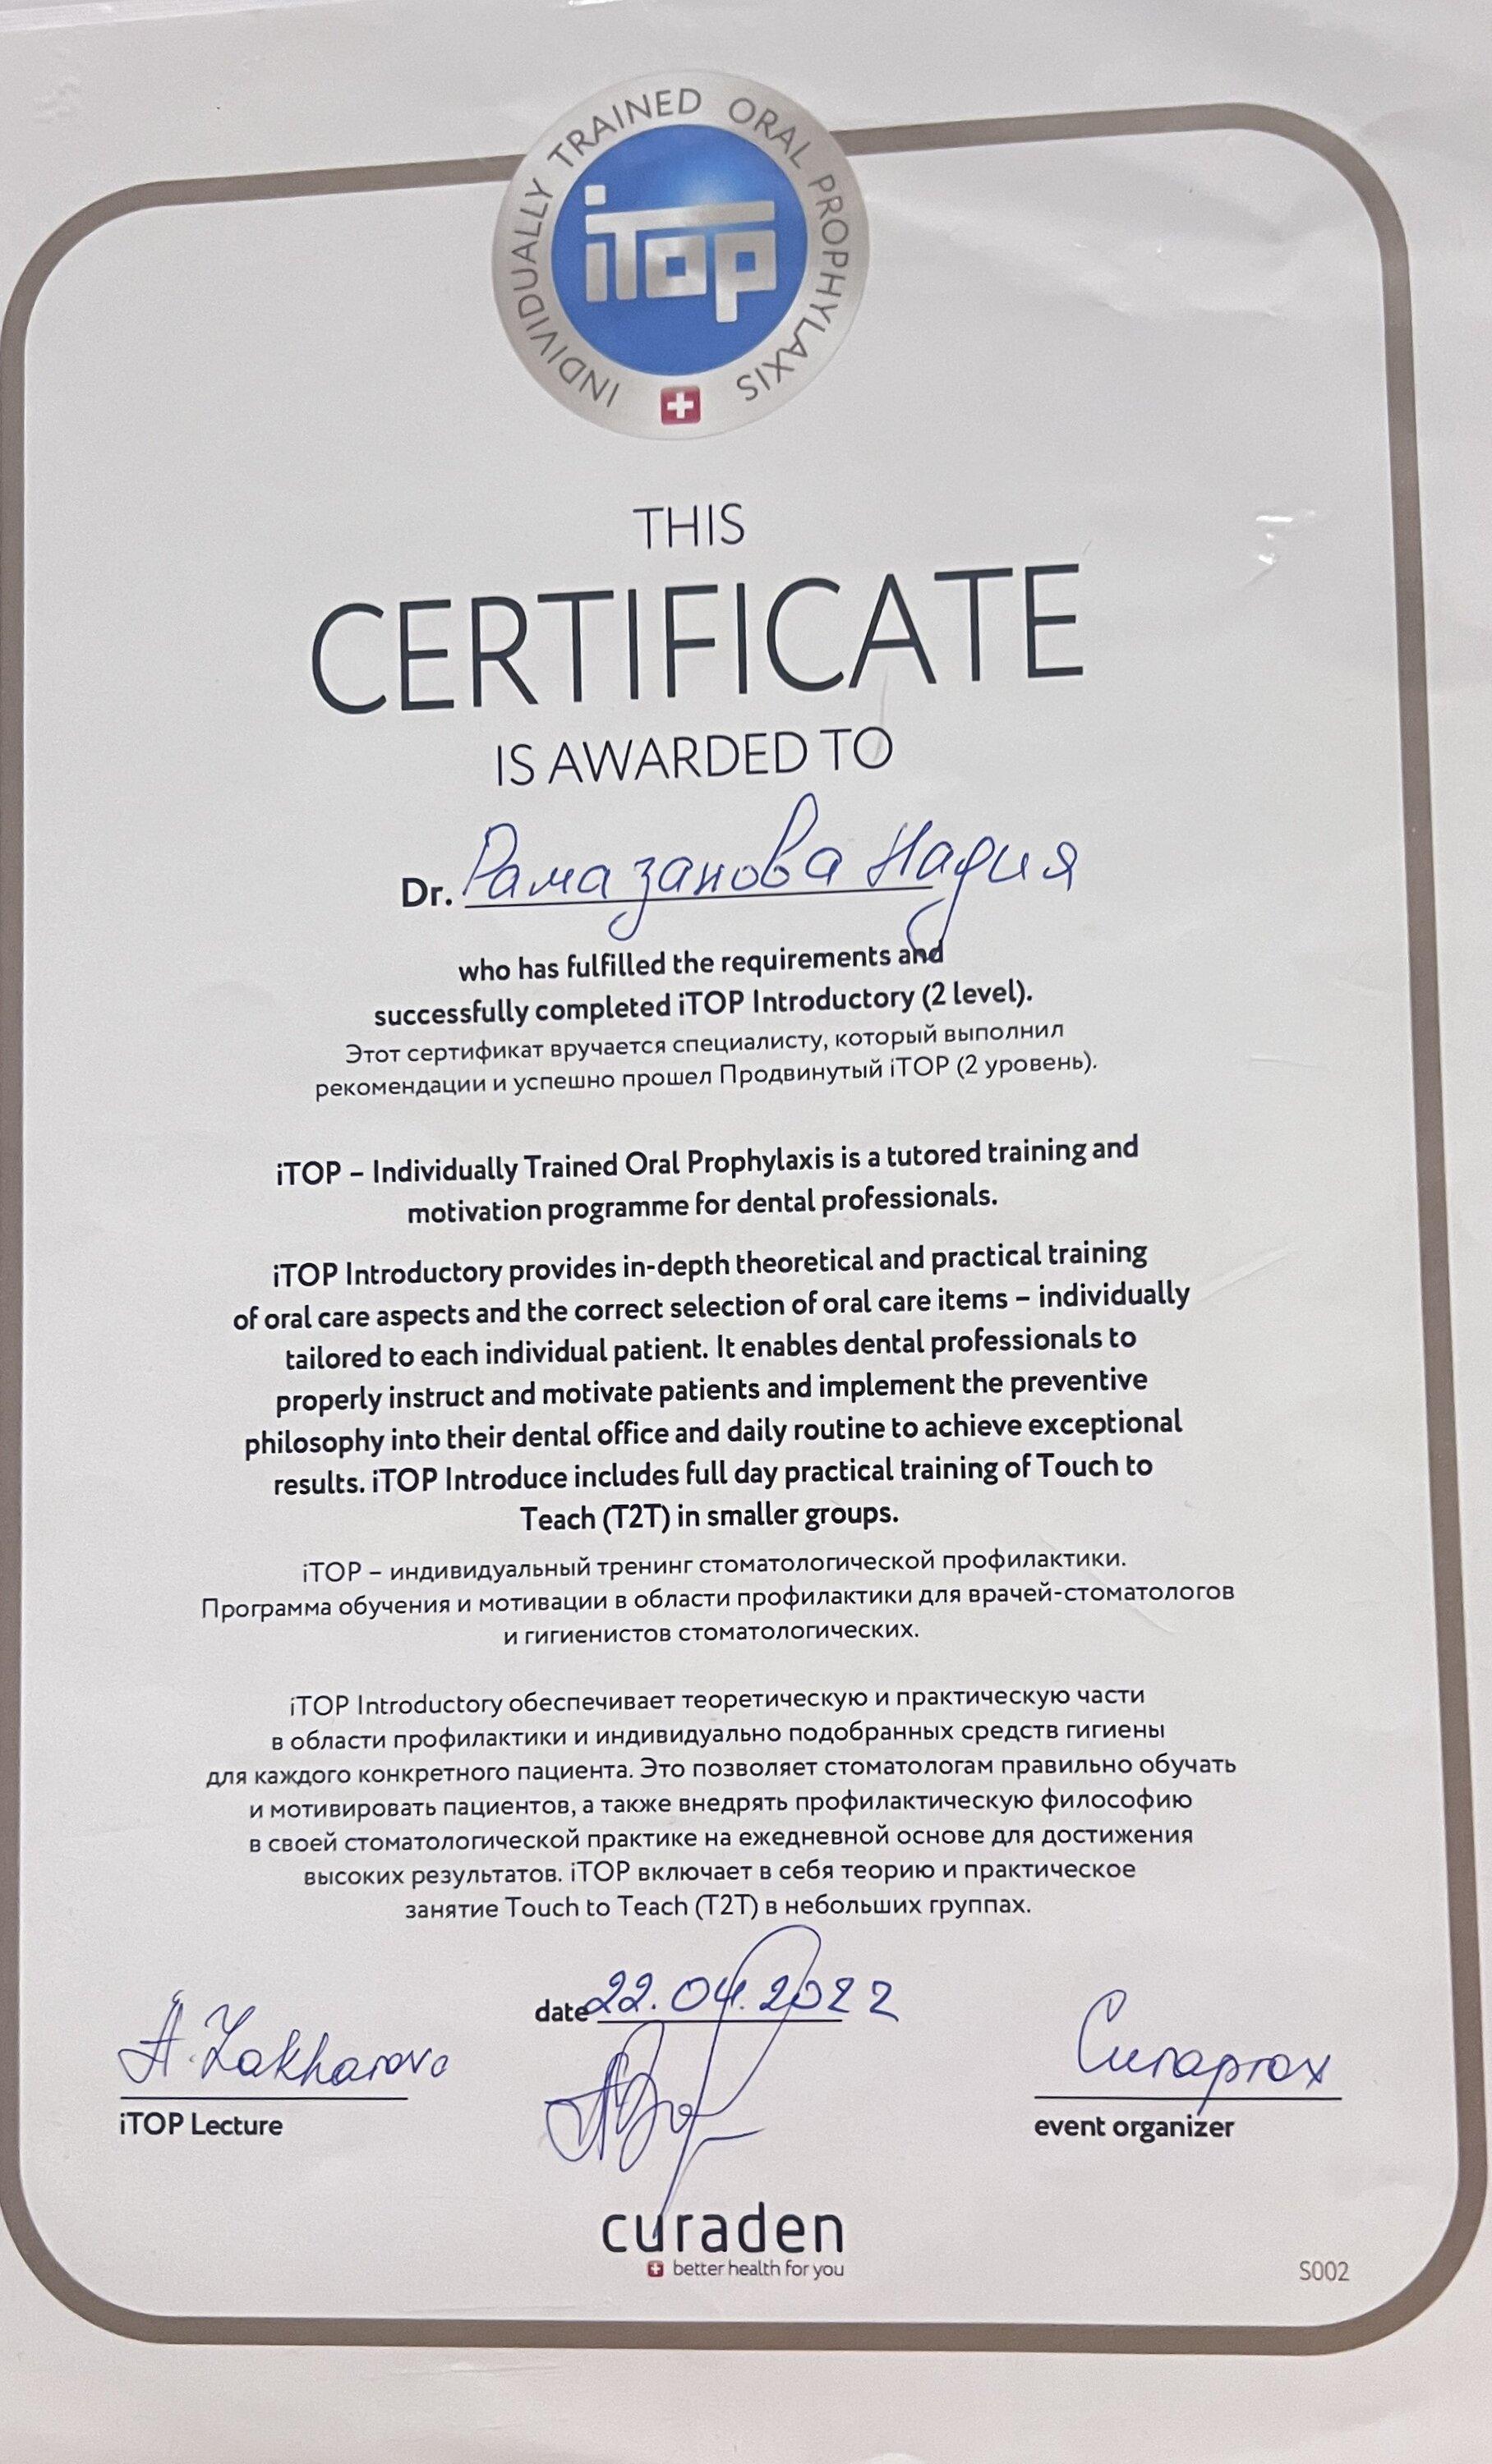 INDIVIDUALLY TRAINED ORAL PROPHYLAXIS
iTOP
THIS
CERTIFICATE
IS AWARDED TO
Dr. Рамазанова Надия
who has fulfilled the requirements and
successfully completed iTOP Introductory (2 level).
Этот сертификат вручается специалисту, который выполнил
рекомендации и успешно прошел Продвинутый iTOP (2 уровень).
iTOP – Individually Trained Oral Prophylaxis is a tutored training and
motivation programme for dental professionals.
iTOP Introductory provides in-depth theoretical and practical training
of oral care aspects and the correct selection of oral care items – individually
tailored to each individual patient. It enables dental professionals to
properly instruct and motivate patients and implement the preventive
philosophy into their dental office and daily routine to achieve exceptional
results. iTOP Introduce includes full day practical training of Touch to
Teach (T2T) in smaller groups.
iTOP – индивидуальный тренинг стоматологической профилактики.
Программа обучения и мотивации в области профилактики для врачей-стоматологов
и гигиенистов стоматологических.
iTOP Introductory обеспечивает теоретическую и практическую части
в области профилактики и индивидуально подобранных средств гигиены
для каждого конкретного пациента. Это позволяет стоматологам правильно обучать
и мотивировать пациентов, а также внедрять профилактическую философию
в своей стоматологической практике на ежедневной основе для достижения
высоких результатов. iTOP включает в себя теорию и практическое
занятие Touch to Teach (T2T) в небольших группах.
date 22.04.2022
A. Zakharova
Curaprox
iTOP Lecture
event organizer
curaden
better health for you
S002